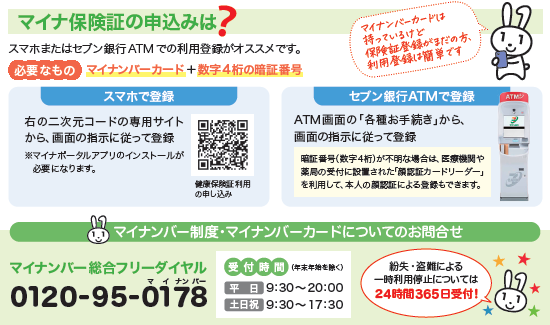 マイナ保険証の申込みは？
マイナンバーカードは
持っているけど
保険証登録がまだの方、
利用登録は簡単です
スマホまたはセブン銀行ATMでの利用登録がオススメです。
必要なもの マイナンバーカード＋数字4桁の暗証番号
スマホで登録
右の二次元コードの専用サイト
から、画面の指示に従って登録
※マイナポータルアプリのインストールが
必要になります。
健康保険証利用
の申し込み
セブン銀行ATMで登録
ATM画面の「各種お手続き」から、
画面の指示に従って登録
暗証番号（数字4桁）が不明な場合は、医療機関や
薬局の受付に設置された「顔認証カードリーダー」
を利用して、本人の顔認証による登録もできます。
ATM
マイナンバー制度・マイナンバーカードについてのお問合せ
マイナンバー総合フリーダイヤル
マイナンバー
0120-95-0178
受付時間（年末年始を除く）
平 日 9:30～20:00
土日祝 9:30～17:30
紛失・盗難による
一時利用停止については
24時間365日受付！